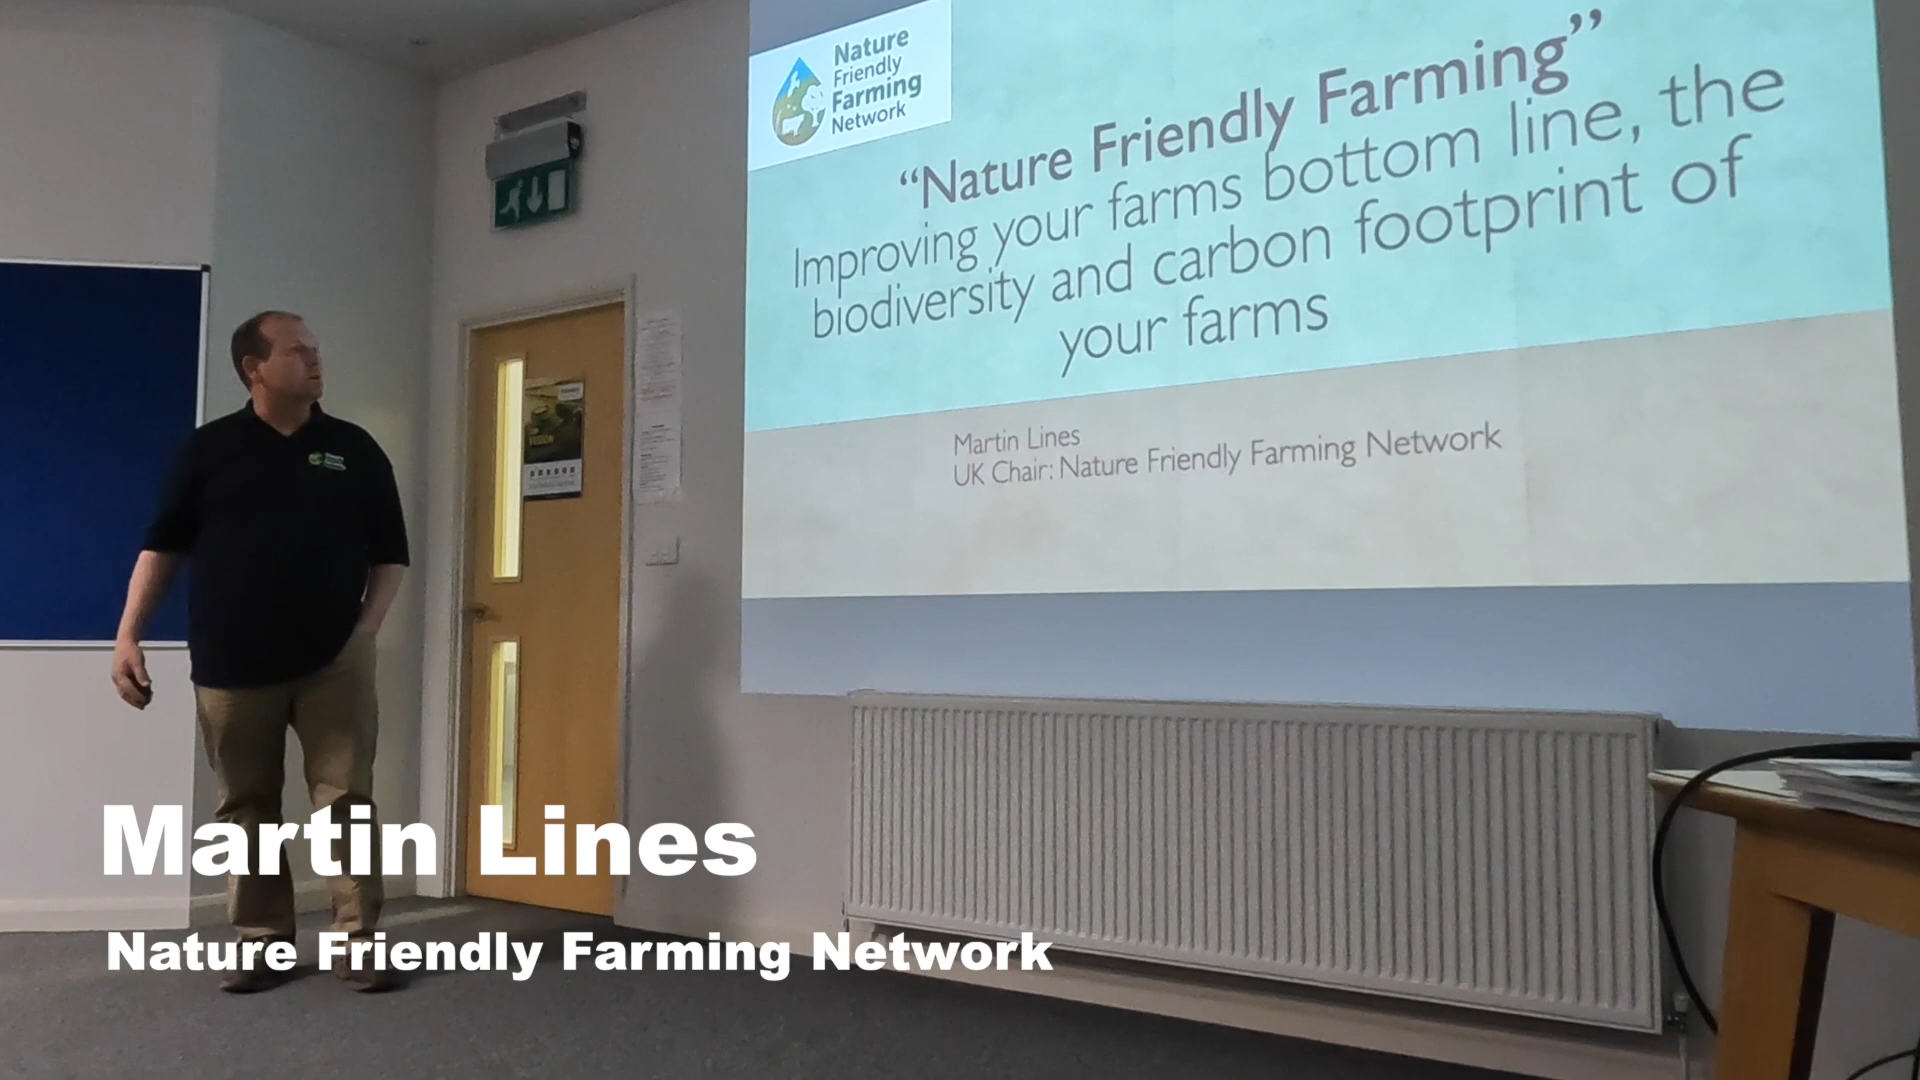 Nature
Friendly
Farming
Network
“Nature Friendly Farming”
Improving your farms bottom line, the
biodiversity and carbon footprint of
your farms
Martin Lines
UK Chair: Nature Friendly Farming Network
Martin Lines
Nature Friendly Farming Network